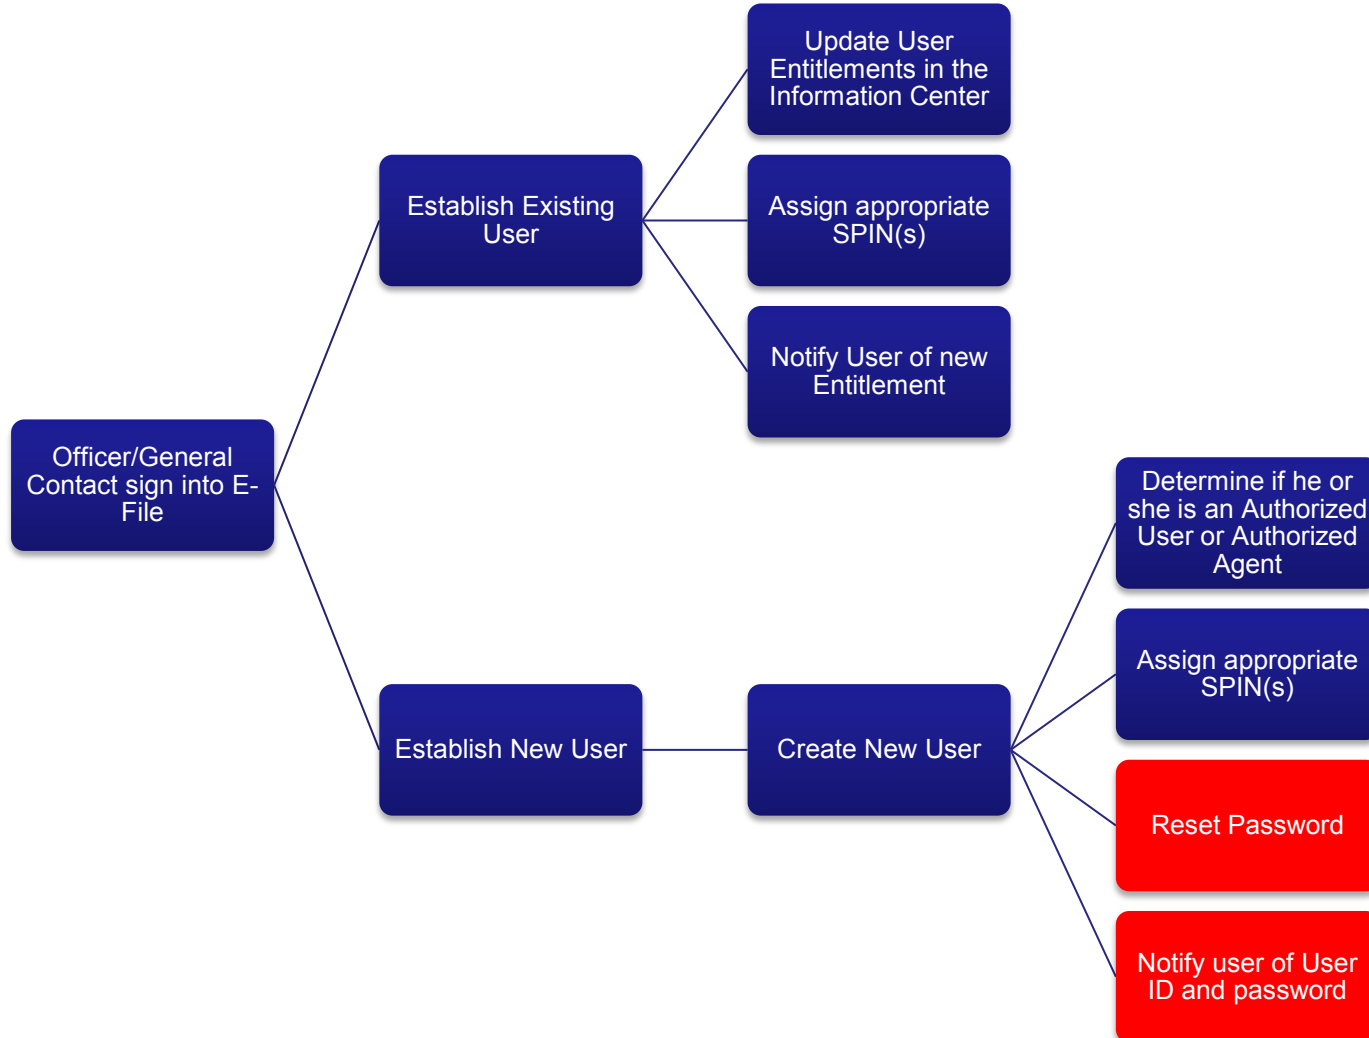 Officer/General
Contact sign into E-
File
Establish Existing
User
Update User
Entitlements in the
Information Center
Assign appropriate
SPIN(s)
Notify User of new
Entitlement
Establish New User
Create New User
Determine if he or
she is an Authorized
User or Authorized
Agent
Assign appropriate
SPIN(s)
Reset Password
Notify user of User
ID and password